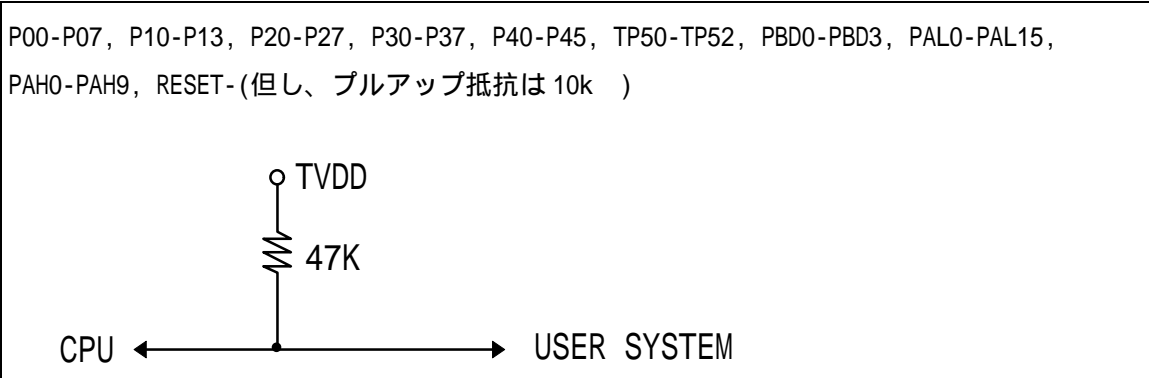 P00-P07, P10-P13, P20-P27, P30-P37, P40-P45, TP50-TP52, PBD0-PBD3, PAL0-PAL15,
PAH0-PAH9, RESET-(但し、プルアップ抵抗は 10k )
TVDD
47K
CPU USER SYSTEM